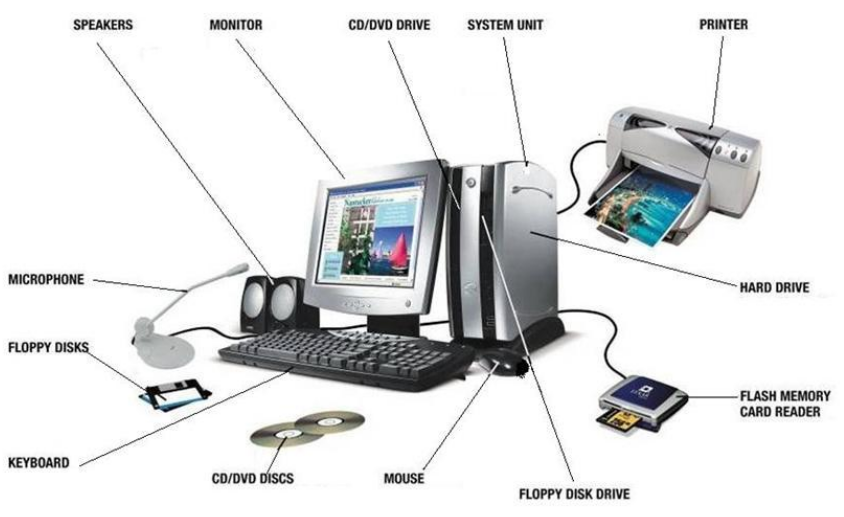 SPEAKERS
MONITOR
CD/DVD DRIVE
SYSTEM UNIT
PRINTER
MICROPHONE
HARD DRIVE
FLOPPY DISKS
FLASH MEMORY
CARD READER
KEYBOARD
CD/DVD DISCS
MOUSE
FLOPPY DISK DRIVE